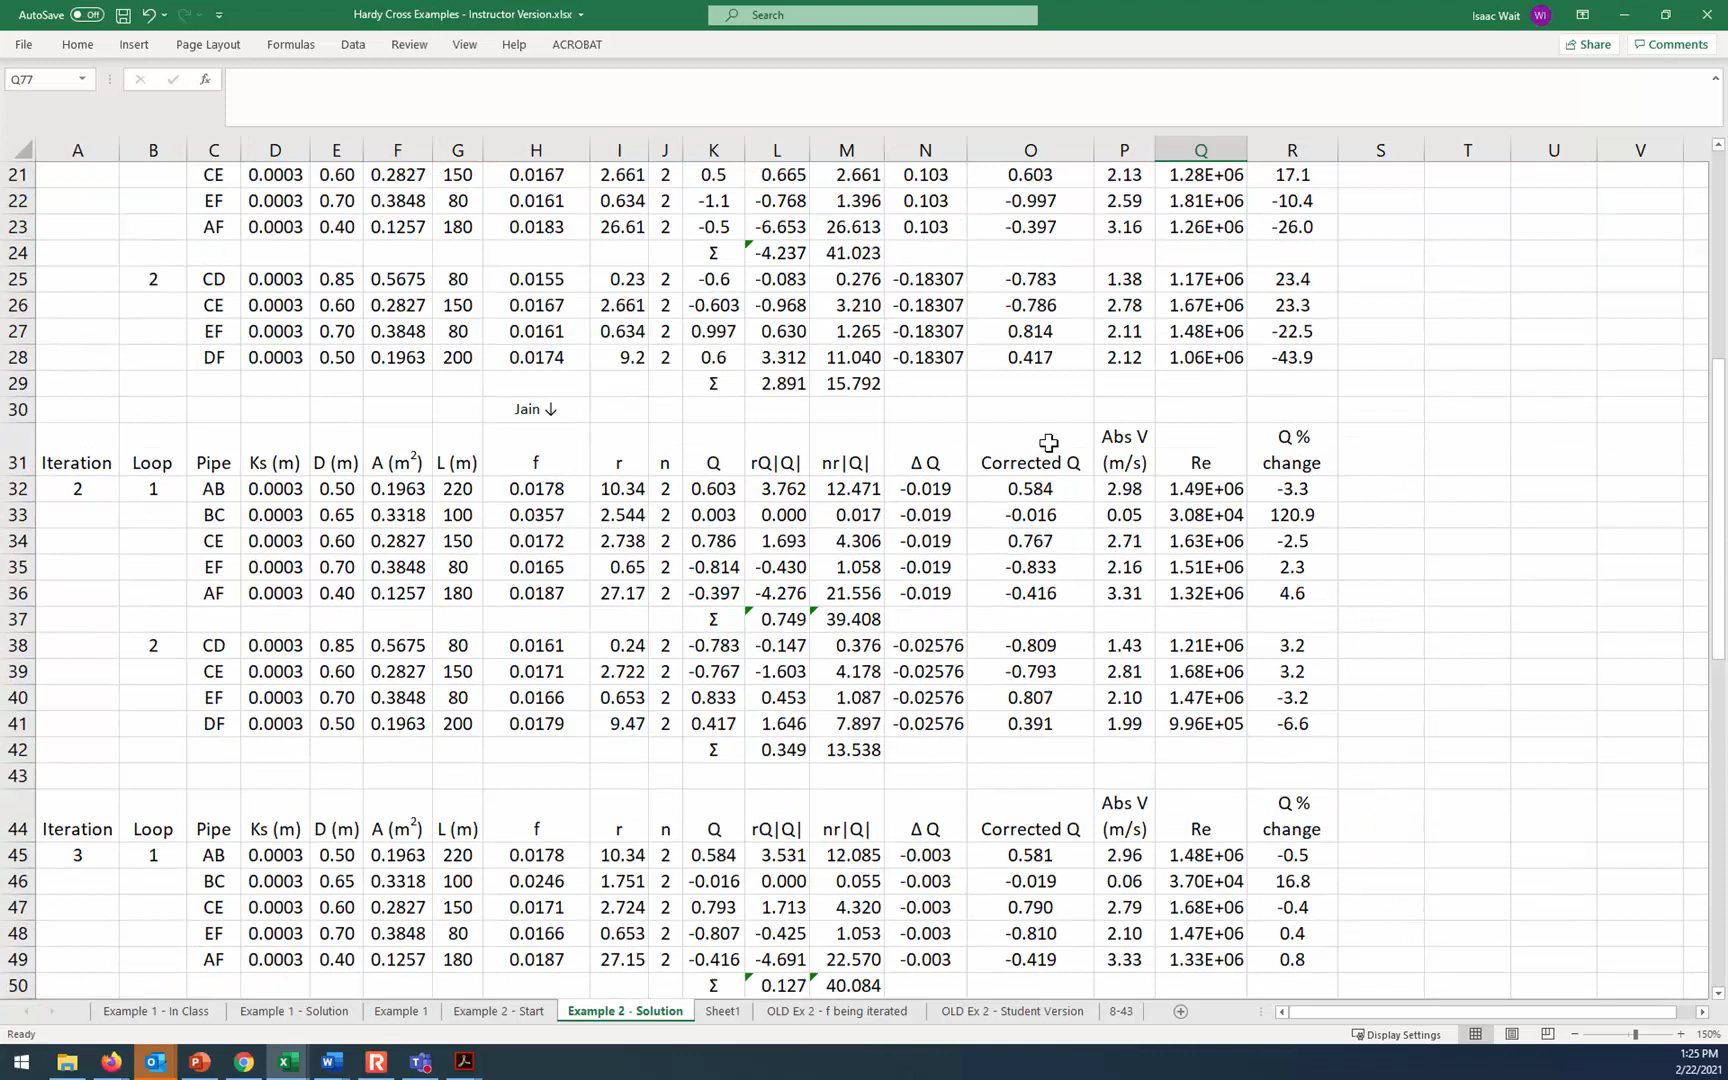 AutoSave Off Hardy Cross Examples - Instructor Version.xlsx Search Isaac Wait WI
File Home Insert Page Layout Formulas Data Review View Help ACROBAT Share Comments
Q77 fx
A B C D E F G H I J K L M N O P Q R S T U V
21 CE 0.0003 0.60 0.2827 150 0.0167 2.661 2 0.5 0.665 2.661 0.103 0.603 2.13 1.28E+06 17.1
22 EF 0.0003 0.70 0.3848 80 0.0161 0.634 2 -1.1 -0.768 1.396 0.103 -0.997 2.59 1.81E+06 -10.4
23 AF 0.0003 0.40 0.1257 180 0.0183 26.61 2 -0.5 -6.653 26.613 0.103 -0.397 3.16 1.26E+06 -26.0
24 Σ -4.237 41.023
25 2 CD 0.0003 0.85 0.5675 80 0.0155 0.23 2 -0.6 -0.083 0.276 -0.18307 -0.783 1.38 1.17E+06 23.4
26 CE 0.0003 0.60 0.2827 150 0.0167 2.661 2 -0.603 -0.968 3.210 -0.18307 -0.786 2.78 1.67E+06 23.3
27 EF 0.0003 0.70 0.3848 80 0.0161 0.634 2 0.997 0.630 1.265 -0.18307 0.814 2.11 1.48E+06 -22.5
28 DF 0.0003 0.50 0.1963 200 0.0174 9.2 2 0.6 3.312 11.040 -0.18307 0.417 2.12 1.06E+06 -43.9
29 Σ 2.891 15.792
30 Jain ↓
Abs V Q %
31 Iteration Loop Pipe Ks (m) D (m) A (m²) L (m) f r n Q rQ|Q| nr|Q| Δ Q Corrected Q (m/s) Re change
32 2 1 AB 0.0003 0.50 0.1963 220 0.0178 10.34 2 0.603 3.762 12.471 -0.019 0.584 2.98 1.49E+06 -3.3
33 BC 0.0003 0.65 0.3318 100 0.0357 2.544 2 0.003 0.000 0.017 -0.019 -0.016 0.05 3.08E+04 120.9
34 CE 0.0003 0.60 0.2827 150 0.0172 2.738 2 0.786 1.693 4.306 -0.019 0.767 2.71 1.63E+06 -2.5
35 EF 0.0003 0.70 0.3848 80 0.0165 0.65 2 -0.814 -0.430 1.058 -0.019 -0.833 2.16 1.51E+06 2.3
36 AF 0.0003 0.40 0.1257 180 0.0187 27.17 2 -0.397 -4.276 21.556 -0.019 -0.416 3.31 1.32E+06 4.6
37 Σ 0.749 39.408
38 2 CD 0.0003 0.85 0.5675 80 0.0161 0.24 2 -0.783 -0.147 0.376 -0.02576 -0.809 1.43 1.21E+06 3.2
39 CE 0.0003 0.60 0.2827 150 0.0171 2.722 2 -0.767 -1.603 4.178 -0.02576 -0.793 2.81 1.68E+06 3.2
40 EF 0.0003 0.70 0.3848 80 0.0166 0.653 2 0.833 0.453 1.087 -0.02576 0.807 2.10 1.47E+06 -3.2
41 DF 0.0003 0.50 0.1963 200 0.0179 9.47 2 0.417 1.646 7.897 -0.02576 0.391 1.99 9.96E+05 -6.6
42 Σ 0.349 13.538
43
Abs V Q %
44 Iteration Loop Pipe Ks (m) D (m) A (m²) L (m) f r n Q rQ|Q| nr|Q| Δ Q Corrected Q (m/s) Re change
45 3 1 AB 0.0003 0.50 0.1963 220 0.0178 10.34 2 0.584 3.531 12.085 -0.003 0.581 2.96 1.48E+06 -0.5
46 BC 0.0003 0.65 0.3318 100 0.0246 1.751 2 -0.016 0.000 0.055 -0.003 -0.019 0.06 3.70E+04 16.8
47 CE 0.0003 0.60 0.2827 150 0.0171 2.724 2 0.793 1.713 4.320 -0.003 0.790 2.79 1.68E+06 -0.4
48 EF 0.0003 0.70 0.3848 80 0.0166 0.653 2 -0.807 -0.425 1.053 -0.003 -0.810 2.10 1.47E+06 0.4
49 AF 0.0003 0.40 0.1257 180 0.0187 27.15 2 -0.416 -4.691 22.570 -0.003 -0.419 3.33 1.33E+06 0.8
50 Σ 0.127 40.084
Example 1 - In Class Example 1 - Solution Example 1 Example 2 - Start Example 2 - Solution Sheet1 OLD Ex 2 - f being iterated OLD Ex 2 - Student Version 8-43
Ready Display Settings 150%
1:25 PM
2/22/2021